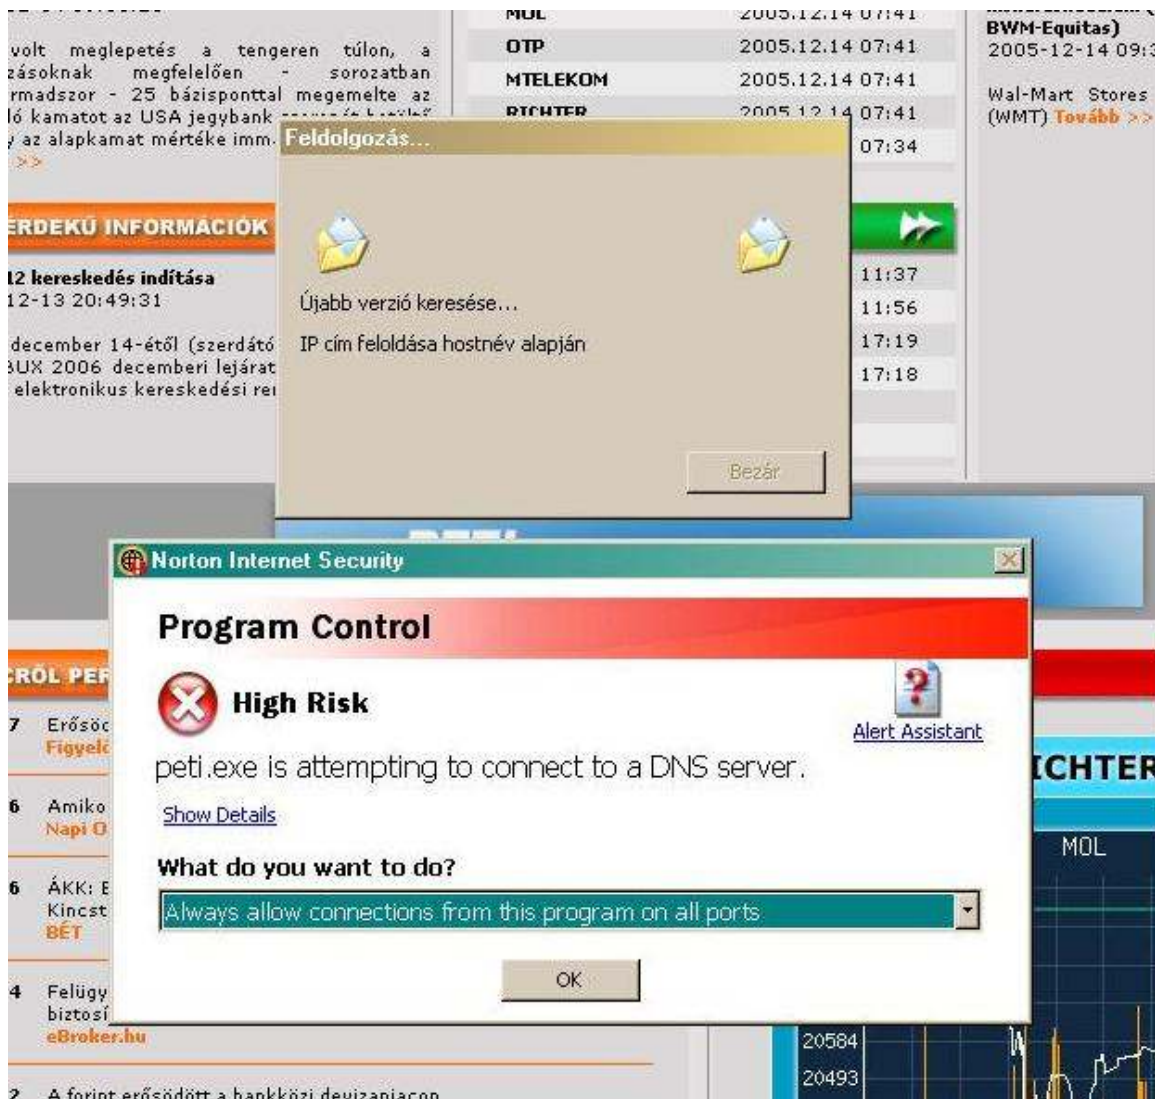 MOL 2005.12.14 07:41
OTP 2005.12.14 07:41
MTELEKOM 2005.12.14 07:41
RICHTER 2005.12.14 07:41
07:34
volt meglepetés a tengeren túlon, a
megfelelően - sorozatban
- 25 bázisponttal megemelte az
kamatot az USA jegybank
az alapkamat mértéke imm
>>
BWM-Equitas)
2005-12-14 09:3
Wal-Mart Stores
(WMT) Tovább >>
Feldolgozás...
Újabb verzió keresése...
IP cím feloldása hostnév alapján
Bezár
ÉRDEKŰ INFORMÁCIÓK
12 kereskedés indítása
12-13 20:49:31
december 14-étől (szerdátó
BUX 2006 decemberi lejárat
elektronikus kereskedési re
11:37
11:56
17:19
17:18
Norton Internet Security
Program Control
High Risk
Alert Assistant
peti.exe is attempting to connect to a DNS server.
Show Details
What do you want to do?
Always allow connections from this program on all ports
OK
CRŐL PER
7 Erősöd
Figyelő
6 Amiko
Napi O
6 ÁKK: E
Kincst
BÉT
4 Felügy
biztosí
eBroker.hu
2 A forint erősödött a bankközi devizapiacon
ICHTER
MOL
20584
20493